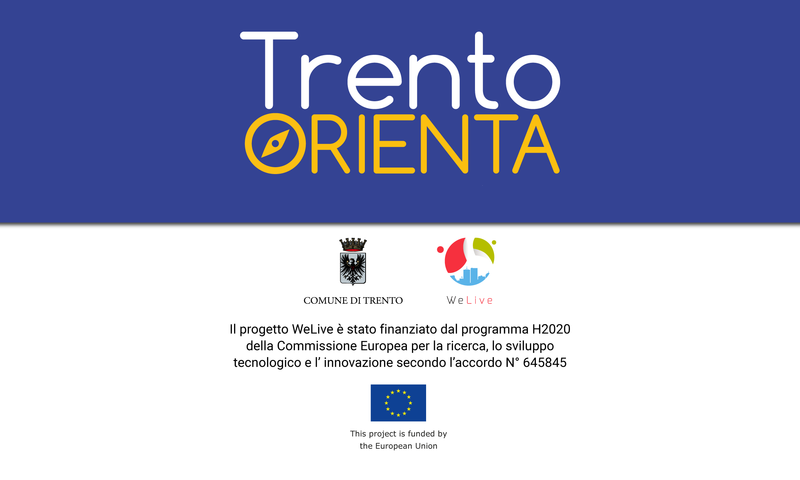 Trento
ORIENTA
COMUNE DI TRENTO
WeLive
Il progetto WeLive è stato finanziato dal programma H2020
della Commissione Europea per la ricerca, lo sviluppo
tecnologico e l’ innovazione secondo l’accordo N° 645845
This project is funded by
the European Union